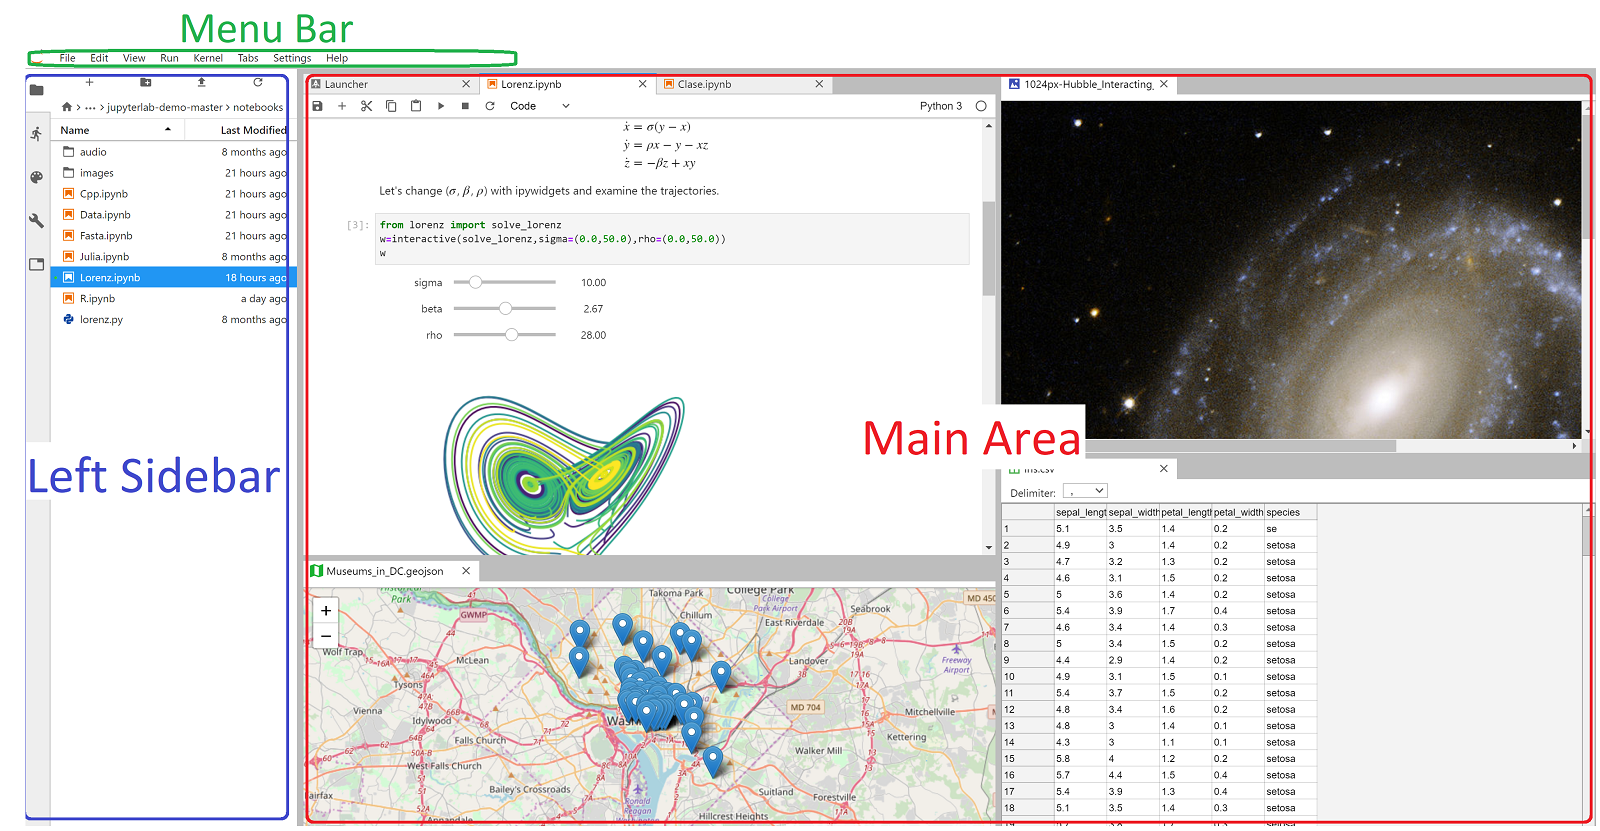 Menu Bar
File Edit View Run Kernel Tabs Settings Help
… > jupyterlab-demo-master > notebooks
Name Last Modified
audio 8 months ago
images 21 hours ago
Cpp.ipynb 21 hours ago
Data.ipynb 21 hours ago
Fasta.ipynb 21 hours ago
Julia.ipynb 8 months ago
Lorenz.ipynb 18 hours ago
R.ipynb a day ago
lorenz.py 8 months ago
Left Sidebar
Launcher Lorenz.ipynb Clase.ipynb
Code Python 3
ẋ = σ(y − x)
ẏ = ρx − y − xz
ż = −βz + xy
Let's change (σ, β, ρ) with ipywidgets and examine the trajectories.
[3]: from lorenz import solve_lorenz
w=interactive(solve_lorenz,sigma=(0.0,50.0),rho=(0.0,50.0))
w
sigma 10.00
beta 2.67
rho 28.00
Main Area
Museums_in_DC.geojson
+
−
Park
GWMP
Takoma Park
College Park
College
Park Airport
MD 450
Chillum
Seabrook
East Riverdale
44
Wolf Trap
McLean
Landover
Freeway
Airport
Tysons
Vienna
Idylwood
MD 704
Mitchellville
Falls Church
Kettering
Walker Mill
West Falls Church
Bailey's Crossroads
Suitland
Forestville
Fairfax
Ronald
Reagan
Annandale
Hillcrest Heights
1024px-Hubble_Interacting_
iris.csv
Delimiter: ,
sepal_lengt sepal_width petal_lengt petal_width species
1 5.1 3.5 1.4 0.2 se
2 4.9 3 1.4 0.2 setosa
3 4.7 3.2 1.3 0.2 setosa
4 4.6 3.1 1.5 0.2 setosa
5 5 3.6 1.4 0.2 setosa
6 5.4 3.9 1.7 0.4 setosa
7 4.6 3.4 1.4 0.3 setosa
8 5 3.4 1.5 0.2 setosa
9 4.4 2.9 1.4 0.2 setosa
10 4.9 3.1 1.5 0.1 setosa
11 5.4 3.7 1.5 0.2 setosa
12 4.8 3.4 1.6 0.2 setosa
13 4.8 3 1.4 0.1 setosa
14 4.3 3 1.1 0.1 setosa
15 5.8 4 1.2 0.2 setosa
16 5.7 4.4 1.5 0.4 setosa
17 5.4 3.9 1.3 0.4 setosa
18 5.1 3.5 1.4 0.3 setosa